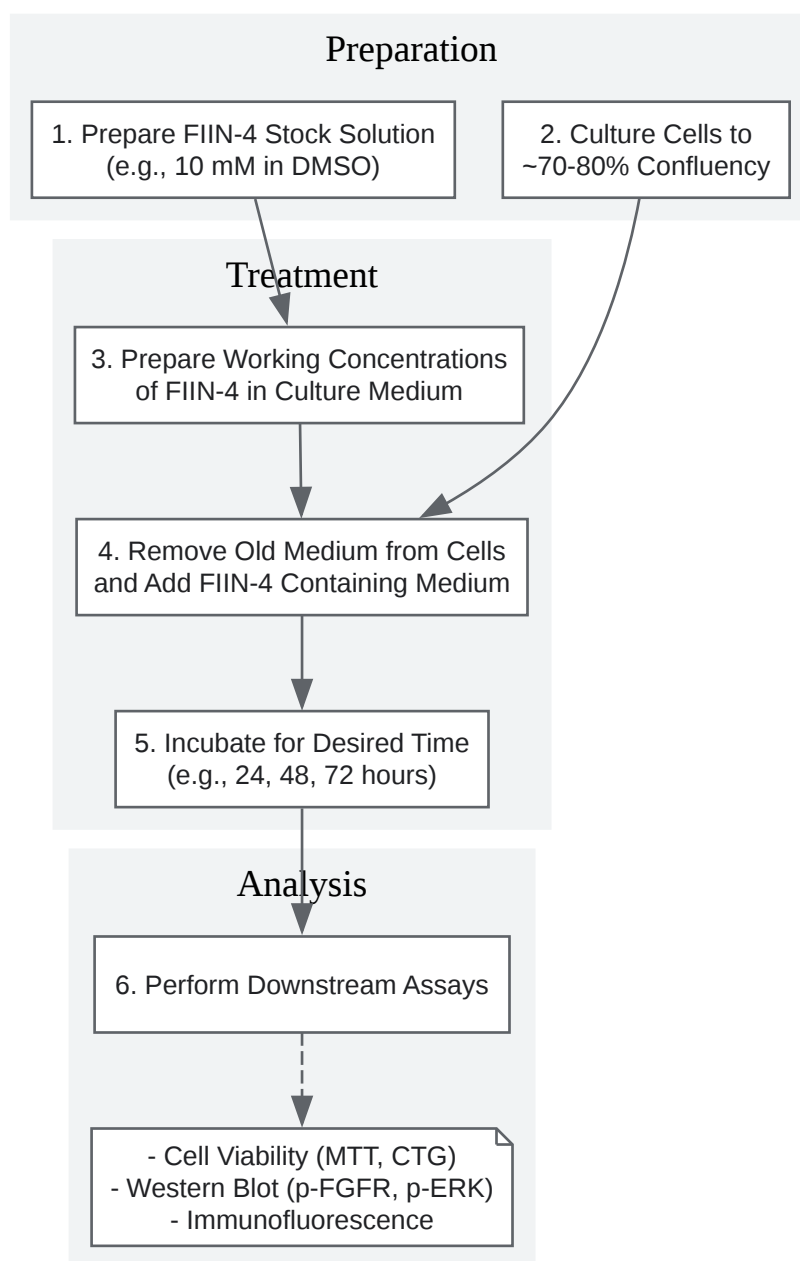 Preparation
1. Prepare FIIN-4 Stock Solution
(e.g., 10 mM in DMSO)
2. Culture Cells to
~70-80% Confluency
Treatment
3. Prepare Working Concentrations
of FIIN-4 in Culture Medium
4. Remove Old Medium from Cells
and Add FIIN-4 Containing Medium
5. Incubate for Desired Time
(e.g., 24, 48, 72 hours)
Analysis
6. Perform Downstream Assays
- Cell Viability (MTT, CTG)
- Western Blot (p-FGFR, p-ERK)
- Immunofluorescence